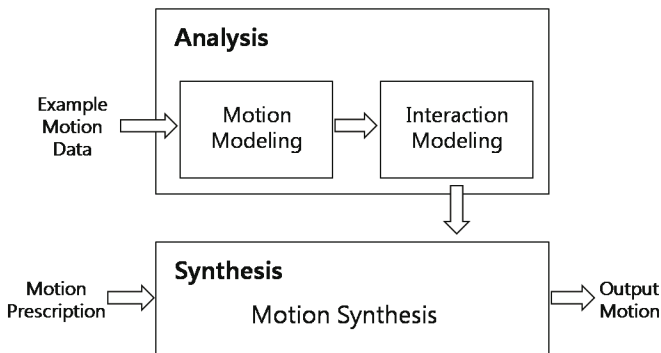 Analysis
Example
Motion
Data
Motion
Modeling
Interaction
Modeling
Synthesis
Motion
Prescription
Motion Synthesis
Output
Motion